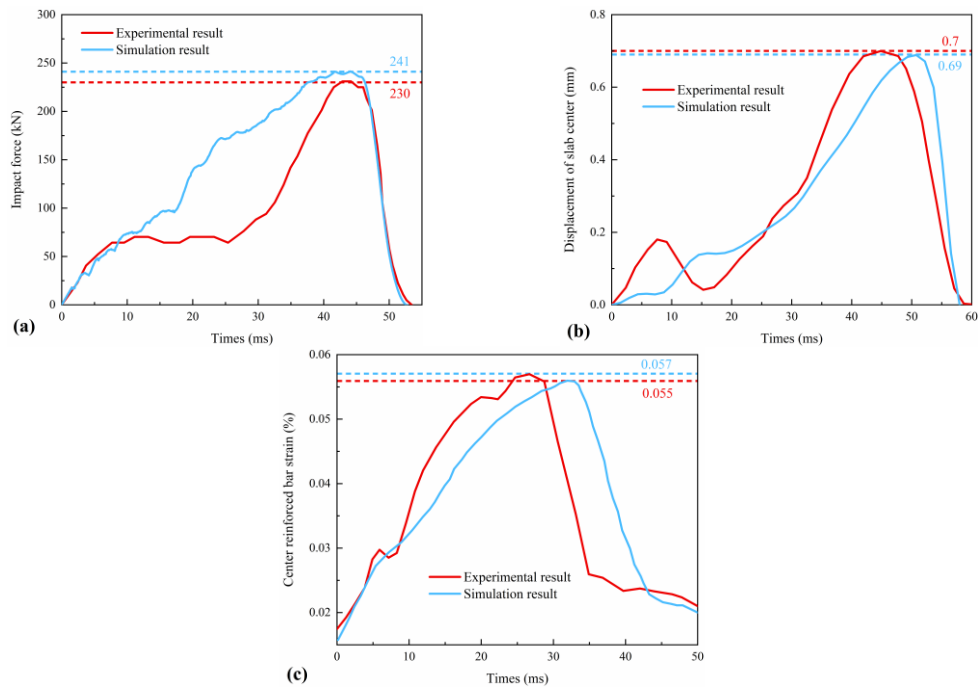 300
250
200
150
100
50
0
Impact force (kN)
Experimental result
Simulation result
241
230
0 10 20 30 40 50
Times (ms)
(a)
0.8
0.6
0.4
0.2
0.0
Displacement of slab center (mm)
0.7
0.69
Experimental result
Simulation result
0 10 20 30 40 50 60
Times (ms)
(b)
0.06
0.05
0.04
0.03
0.02
Center reinforced bar strain (%)
0.057
0.055
Experimental result
Simulation result
0 10 20 30 40 50
Times (ms)
(c)